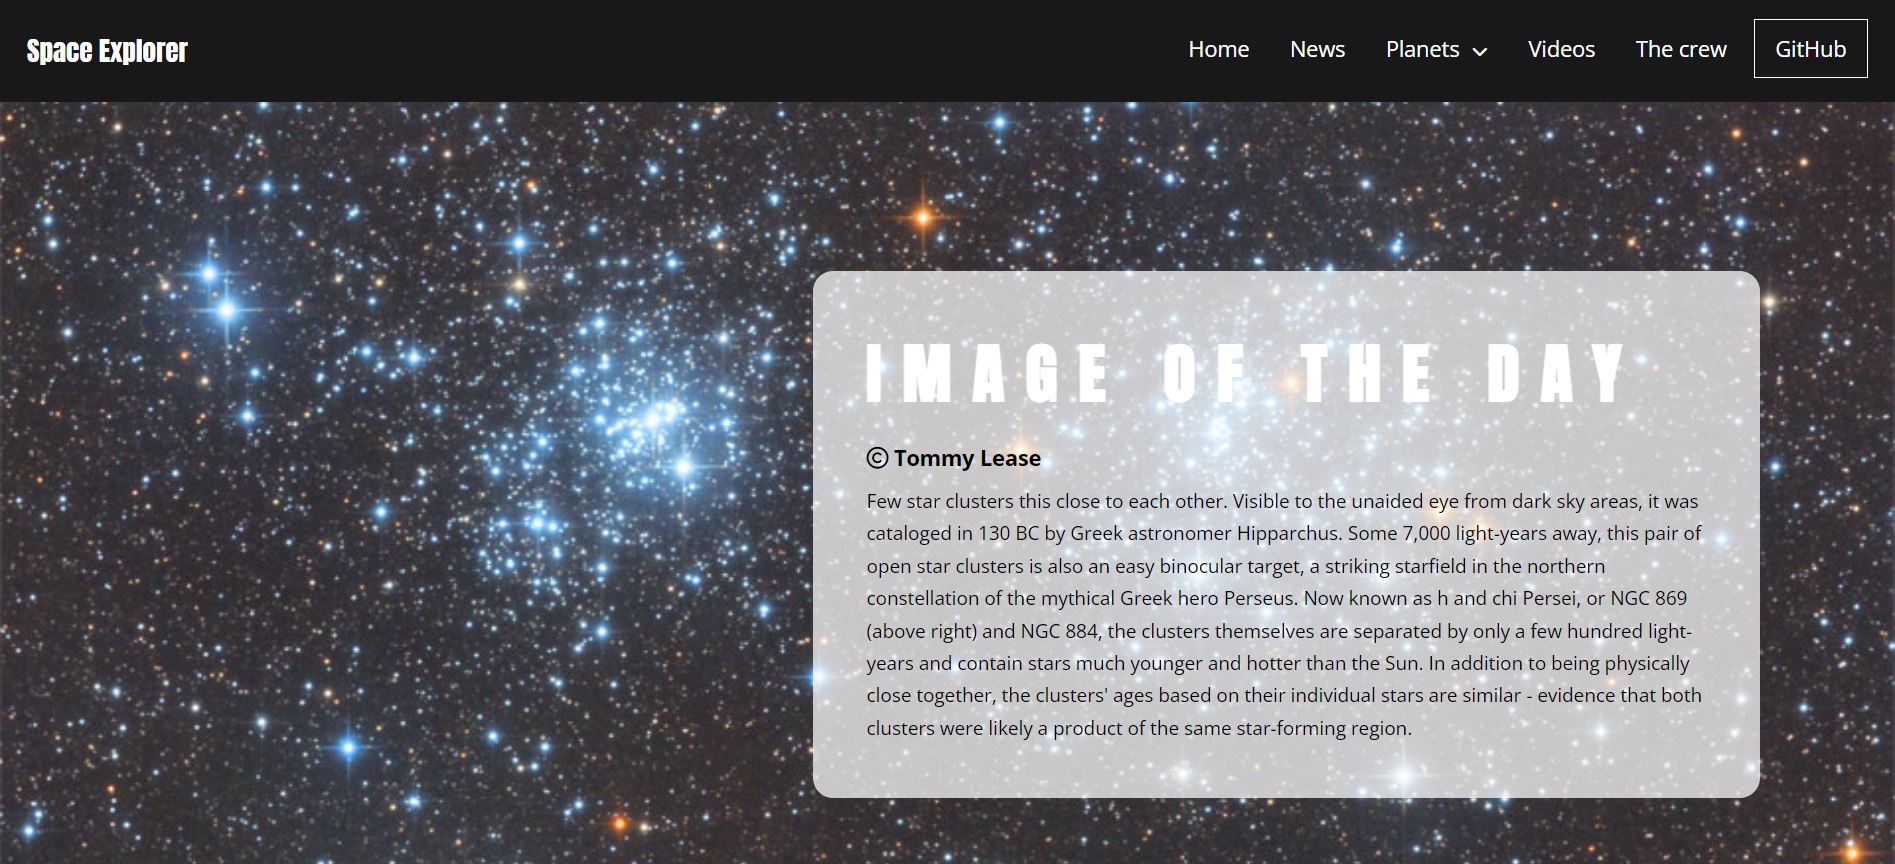 Space Explorer
Home News Planets Videos The crew GitHub
IMAGE OF THE DAY
© Tommy Lease
Few star clusters this close to each other. Visible to the unaided eye from dark sky areas, it was
cataloged in 130 BC by Greek astronomer Hipparchus. Some 7,000 light-years away, this pair of
open star clusters is also an easy binocular target, a striking starfield in the northern
constellation of the mythical Greek hero Perseus. Now known as h and chi Persei, or NGC 869
(above right) and NGC 884, the clusters themselves are separated by only a few hundred light-
years and contain stars much younger and hotter than the Sun. In addition to being physically
close together, the clusters' ages based on their individual stars are similar - evidence that both
clusters were likely a product of the same star-forming region.